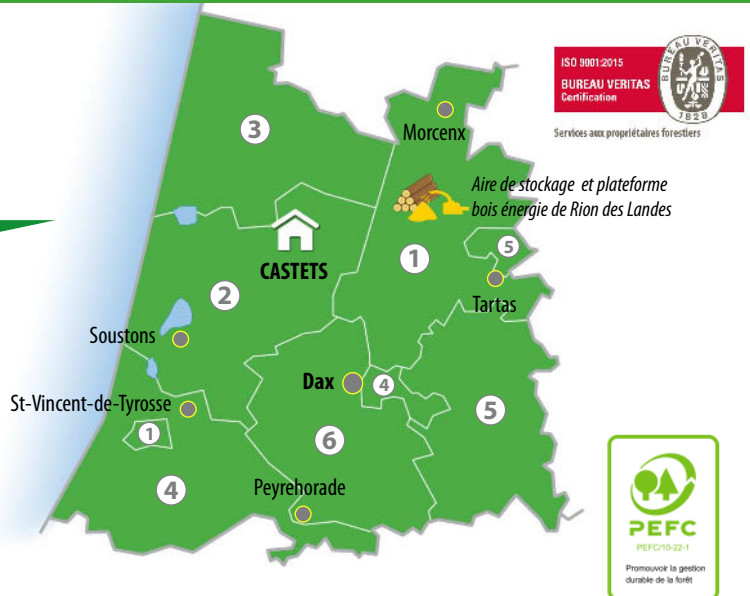 ISO 9001:2015
BUREAU VERITAS
Certification
BUREAU VERITAS
1828
Services aux propriétaires forestiers
3
Morcenx
Aire de stockage et plateforme
bois énergie de Rion des Landes
CASTETS
1
5
2
Tartas
Soustons
Dax
4
St-Vincent-de-Tyrosse
5
1
6
4
Peyrehorade
PEFC
PEFC/10-22-1
Promouvoir la gestion
durable de la forêt